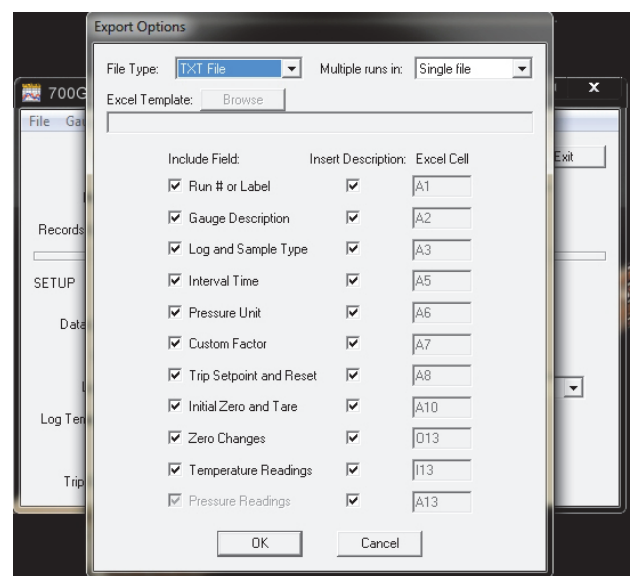 Export Options
File Type: TXT File Multiple runs in: Single file
700G x
Excel Template: Browse
File
Exit
Include Field: Insert Description: Excel Cell
Run # or Label A1
Gauge Description A2
Records
Log and Sample Type A3
SETUP Interval Time A5
Data Pressure Unit A6
Custom Factor A7
Trip Setpoint and Reset A8
Initial Zero and Tare A10
Log
Zero Changes O13
Temperature Readings I13
Trip
Pressure Readings A13
OK Cancel